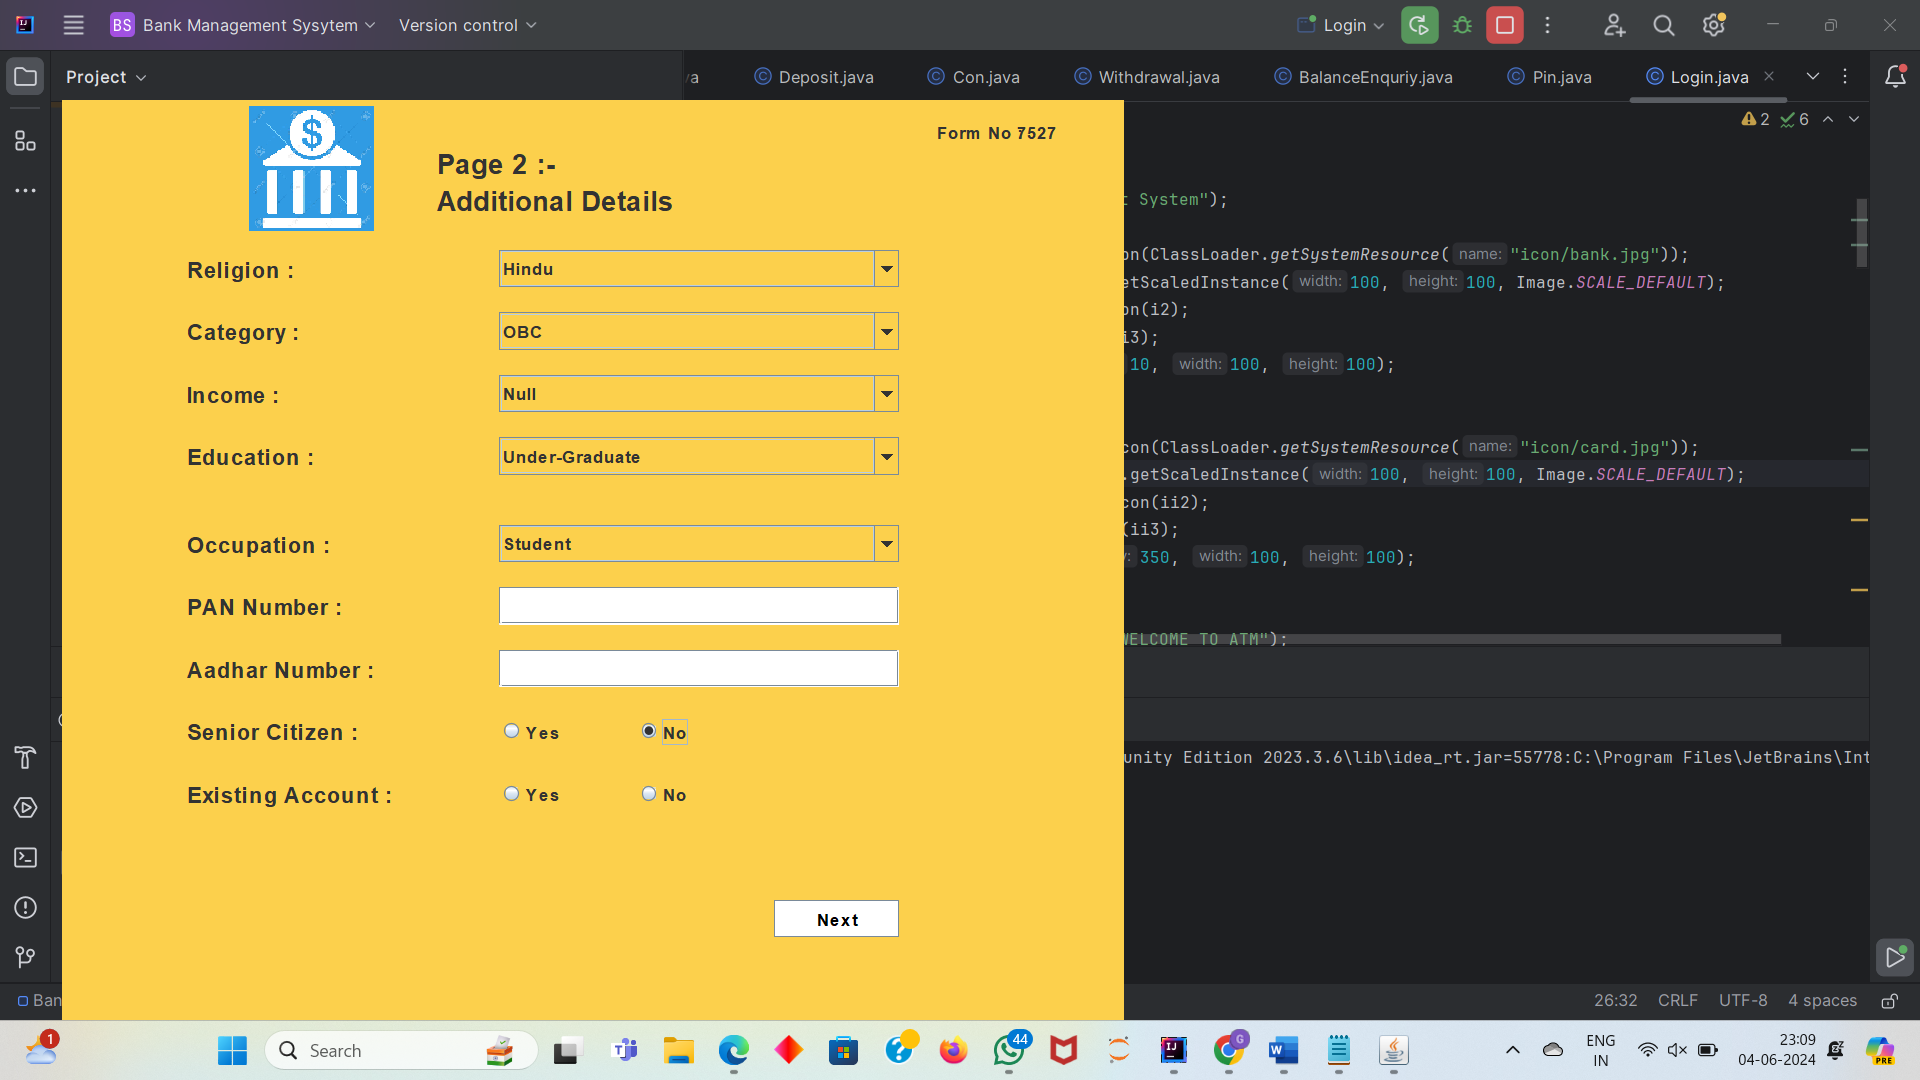 BS Bank Management Sysytem Version control Login
Project
Deposit.java Con.java Withdrawal.java BalanceEnquriy.java Pin.java Login.java
2 6
Form No 7527
Page 2 :-
Additional Details
Religion : Hindu
Category : OBC
Income : Null
Education : Under-Graduate
Occupation : Student
PAN Number :
Aadhar Number :
Senior Citizen : Yes No
Existing Account : Yes No
Next
System");
on(ClassLoader.getSystemResource( name: "icon/bank.jpg"));
etScaledInstance( width: 100, height: 100, Image.SCALE_DEFAULT);
on(i2);
i3);
10, width: 100, height: 100);
con(ClassLoader.getSystemResource( name: "icon/card.jpg"));
.getScaledInstance( width: 100, height: 100, Image.SCALE_DEFAULT);
con(ii2);
(ii3);
350, width: 100, height: 100);
WELCOME TO ATM");
unity Edition 2023.3.6\lib\idea_rt.jar=55778:C:\Program Files\JetBrains\Int
Ban
26:32 CRLF UTF-8 4 spaces
1
Search
44
G
ENG
IN
23:09
04-06-2024
PRE